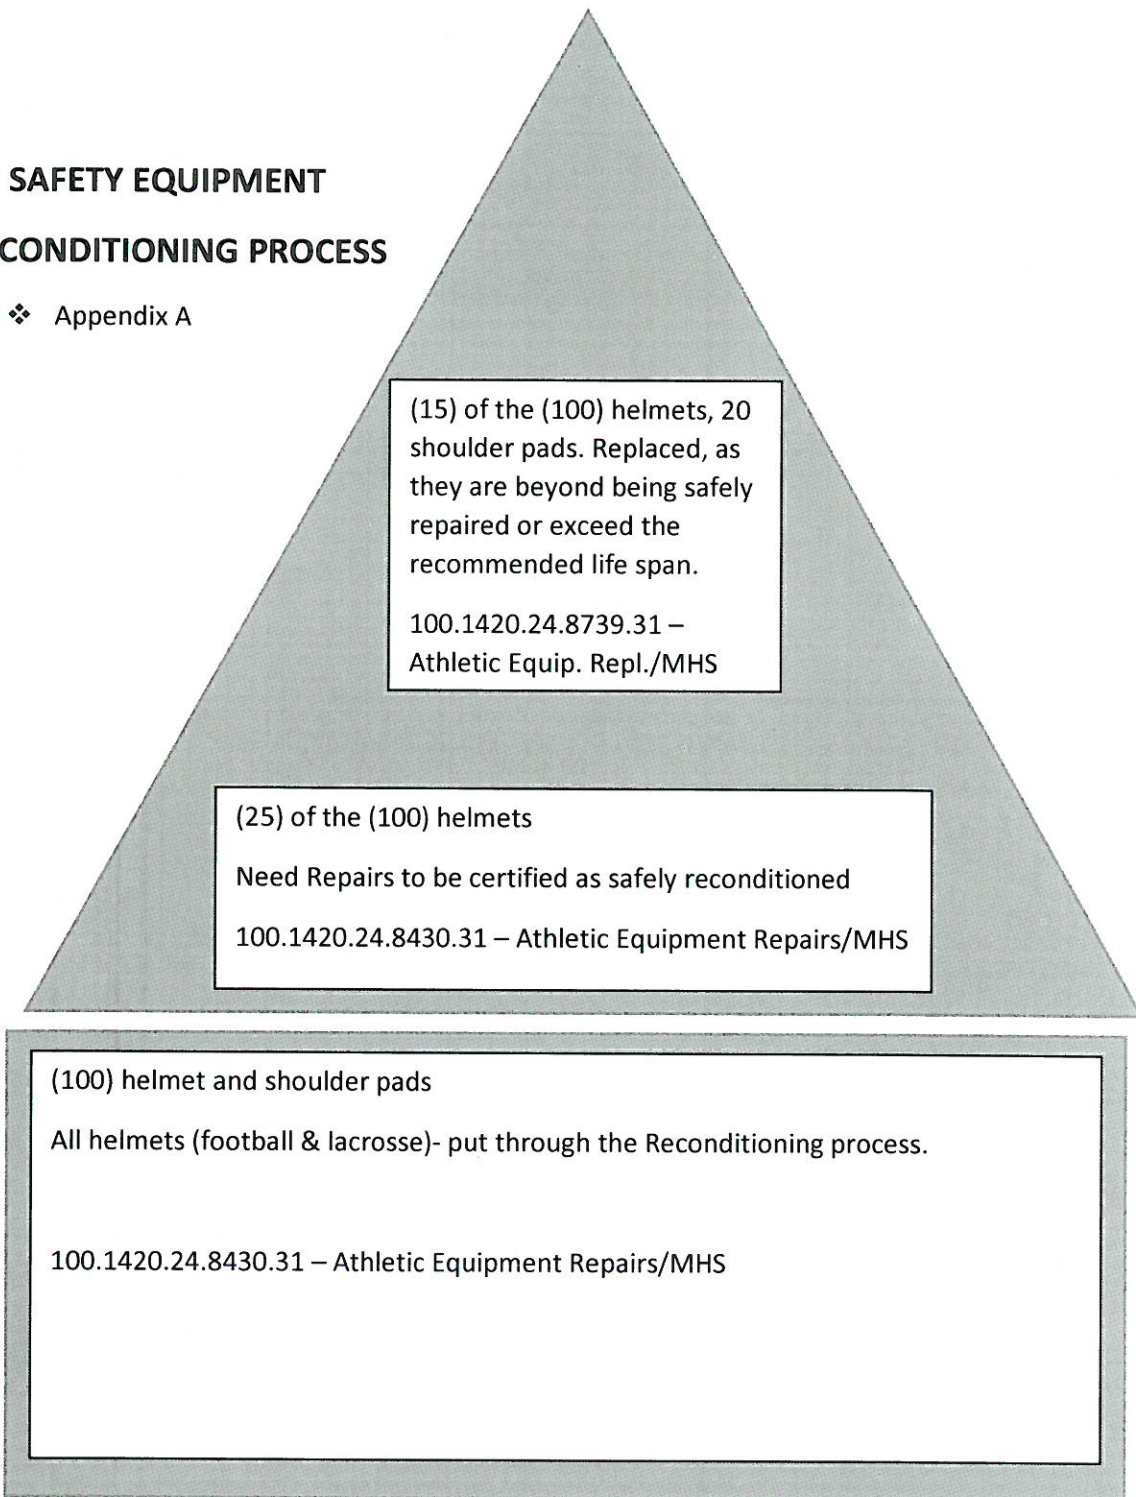 SAFETY EQUIPMENT
CONDITIONING PROCESS
❖ Appendix A
(15) of the (100) helmets, 20
shoulder pads. Replaced, as
they are beyond being safely
repaired or exceed the
recommended life span.
100.1420.24.8739.31 –
Athletic Equip. Repl./MHS
(25) of the (100) helmets
Need Repairs to be certified as safely reconditioned
100.1420.24.8430.31 – Athletic Equipment Repairs/MHS
(100) helmet and shoulder pads
All helmets (football & lacrosse)- put through the Reconditioning process.
100.1420.24.8430.31 – Athletic Equipment Repairs/MHS